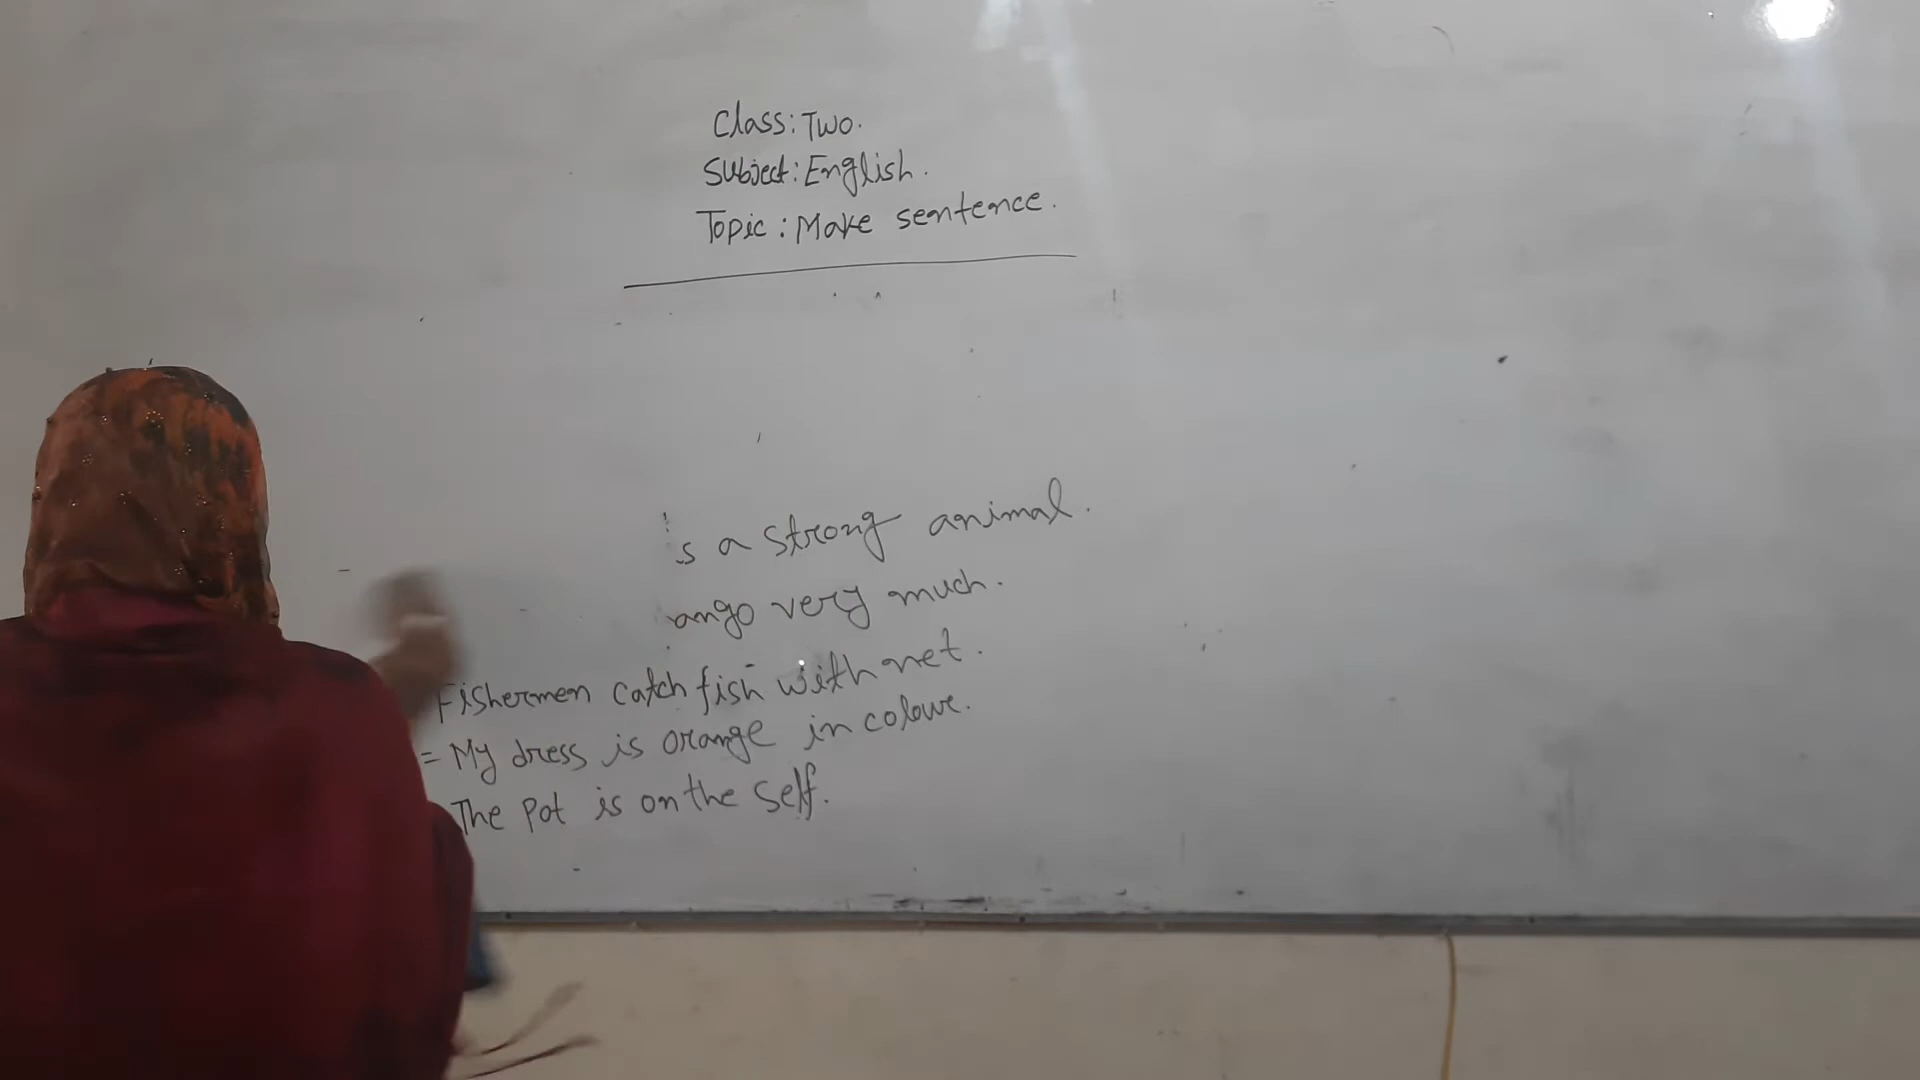 Class: Two.
Subject: English.
Topic: Make sentence.
is a strong animal.
ango very much.
Fishermen catch fish with net.
= My dress is orange in colour.
The Pot is on the Self.